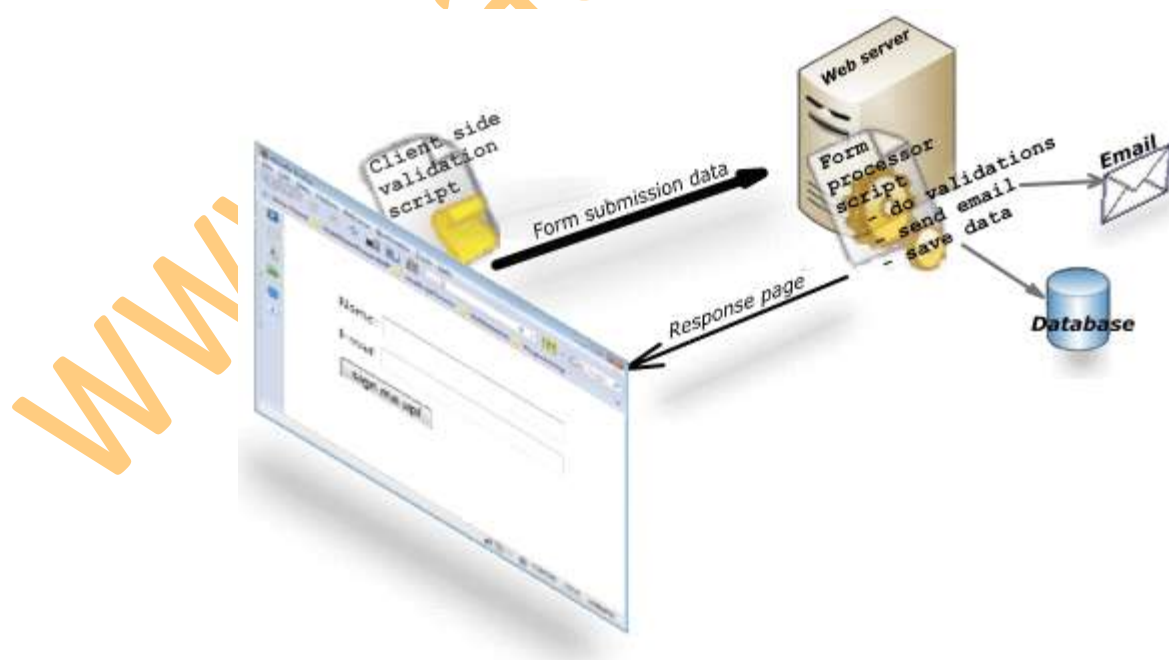 WW
Web server
Client side
validation
script
Form submission data
Form
processor
script
- do validations
- send email
- save data
Email
Database
Response page
Name
E-mail
sign me up!